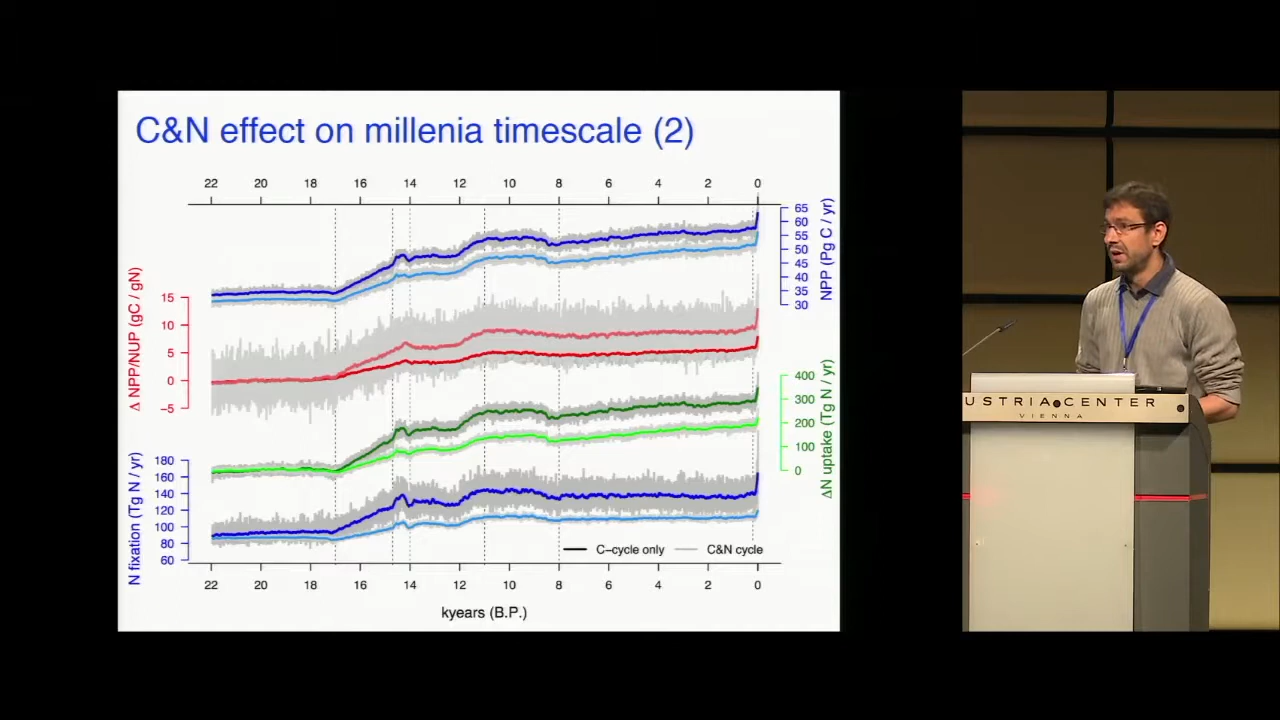 C&N effect on millenia timescale (2)
22 20 18 16 14 12 10 8 6 4 2 0
65
60
55
50
45
40
35
30
NPP (Pg C / yr)
15
10
5
0
−5
Δ NPP/NUP (gC / gN)
400
300
200
100
0
ΔN uptake (Tg N / yr)
180
160
140
120
100
80
60
N fixation (Tg N / yr)
C−cycle only C&N cycle
22 20 18 16 14 12 10 8 6 4 2 0
kyears (B.P.)
USTRIA CENTER
VIENNA